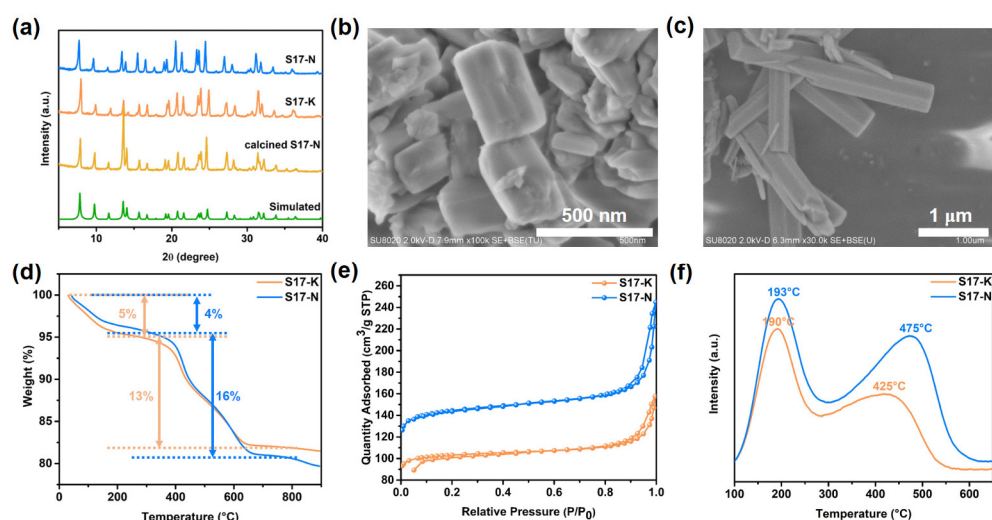 (a)
S17-N
S17-K
calcined S17-N
Simulated
Intensity (a.u.)
5 10 20 30 40
2θ (degree)
(b)
500 nm
SU8020 2.0kV-D 7.9mm x100k SE+BSE(TU)
500nm
(c)
1 μm
SU8020 2.0kV-D 6.3mm x30.0k SE+BSE(U)
1.00um
(d)
S17-K
S17-N
5%
4%
13%
16%
Weight (%)
100
95
90
85
80
0 200 400 600 800
Temperature (°C)
(e)
S17-K
S17-N
Quantity Adsorbed (cm³/g STP)
260
240
220
200
180
160
140
120
100
80
0.0 0.2 0.4 0.6 0.8 1.0
Relative Pressure (P/P₀)
(f)
S17-K
S17-N
193°C
190°C
475°C
425°C
Intensity (a.u.)
100 200 300 400 500 600
Temperature (°C)